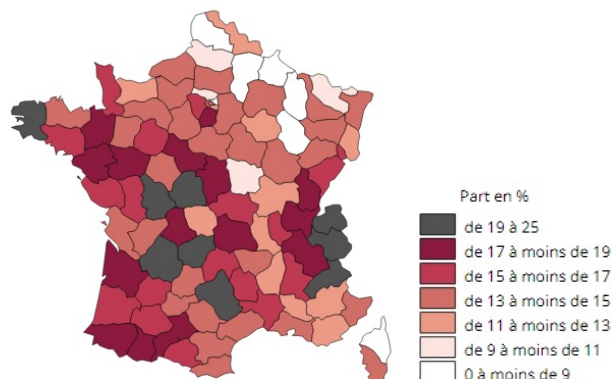 Part en %
de 19 à 25
de 17 à moins de 19
de 15 à moins de 17
de 13 à moins de 15
de 11 à moins de 13
de 9 à moins de 11
0 à moins de 9